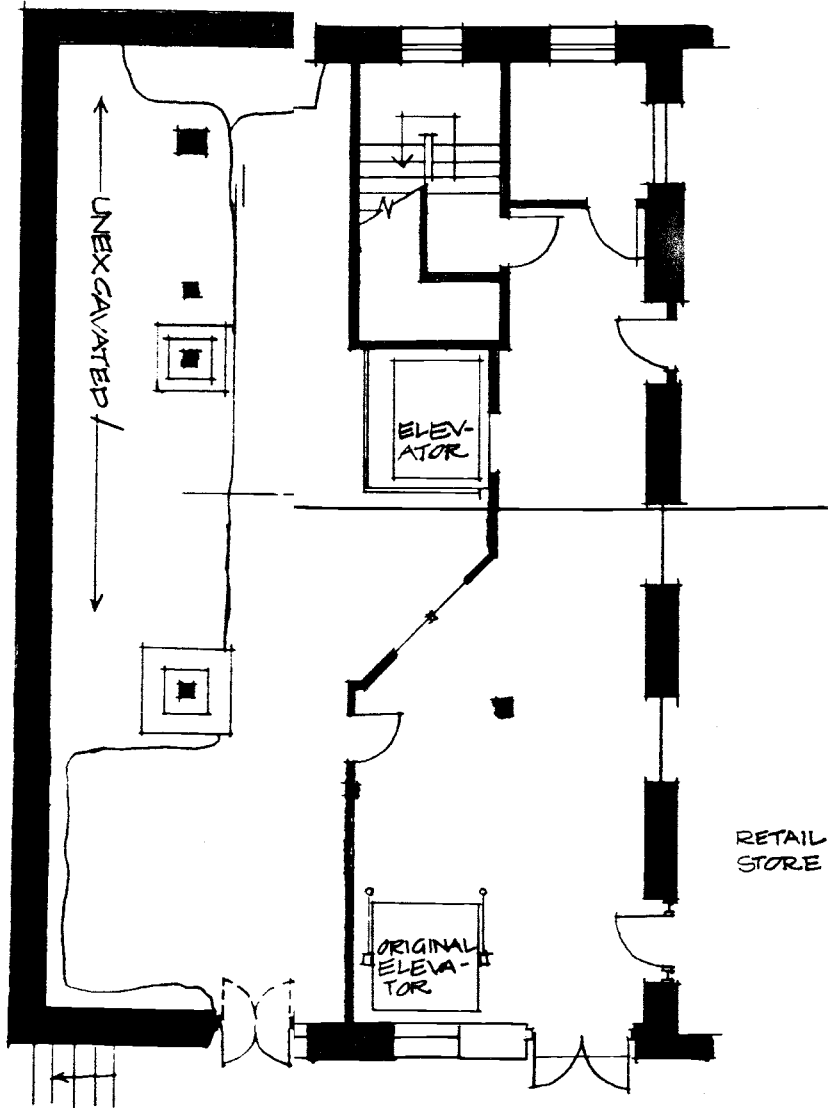 UNEXCAVATED
ELEV-
ATOR
RETAIL
STORE
ORIGINAL
ELEVA-
TOR